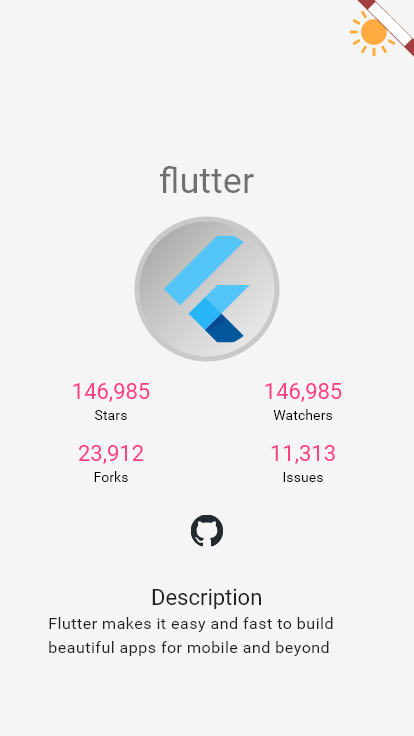 flutter
146,985
Stars
146,985
Watchers
23,912
Forks
11,313
Issues
Description
Flutter makes it easy and fast to build
beautiful apps for mobile and beyond